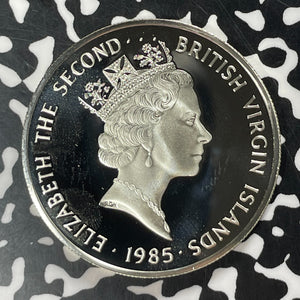 ELIZABETH THE SECOND
BRITISH VIRGIN ISLANDS
· 1985 ·